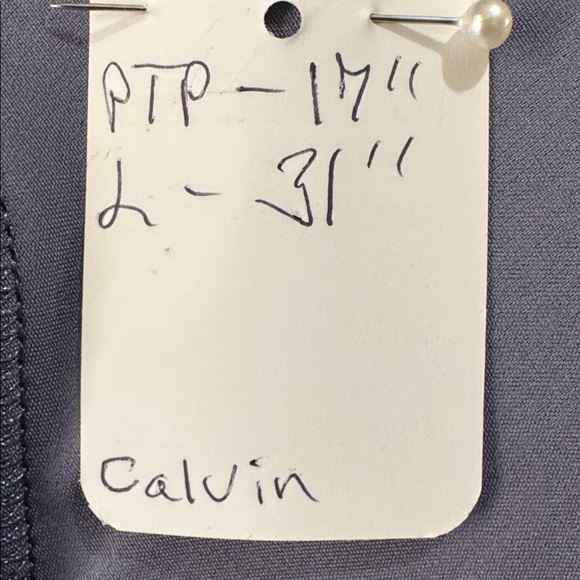 PTP - 17"
L - 31"
Calvin